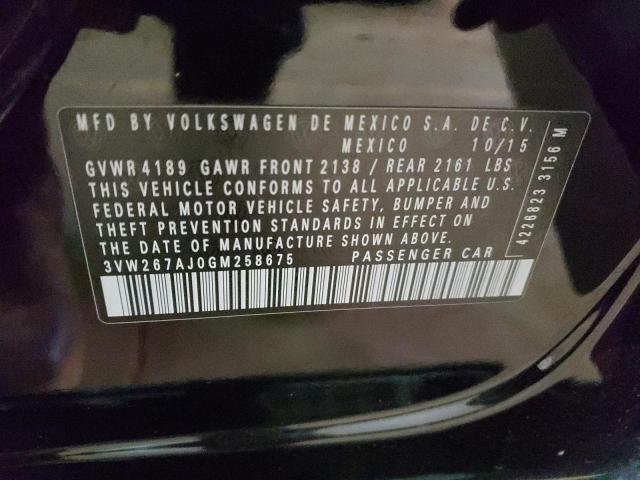 MFD BY VOLKSWAGEN DE MEXICO S.A. DE C.V.
MEXICO 10/15
GVWR 4189 GAWR FRONT 2138 / REAR 2161 LBS
THIS VEHICLE CONFORMS TO ALL APPLICABLE U.S.
FEDERAL MOTOR VEHICLE SAFETY, BUMPER AND
THEFT PREVENTION STANDARDS IN EFFECT ON
THE DATE OF MANUFACTURE SHOWN ABOVE.
3VW267AJ0GM258675 PASSENGER CAR
4226823 3156 M